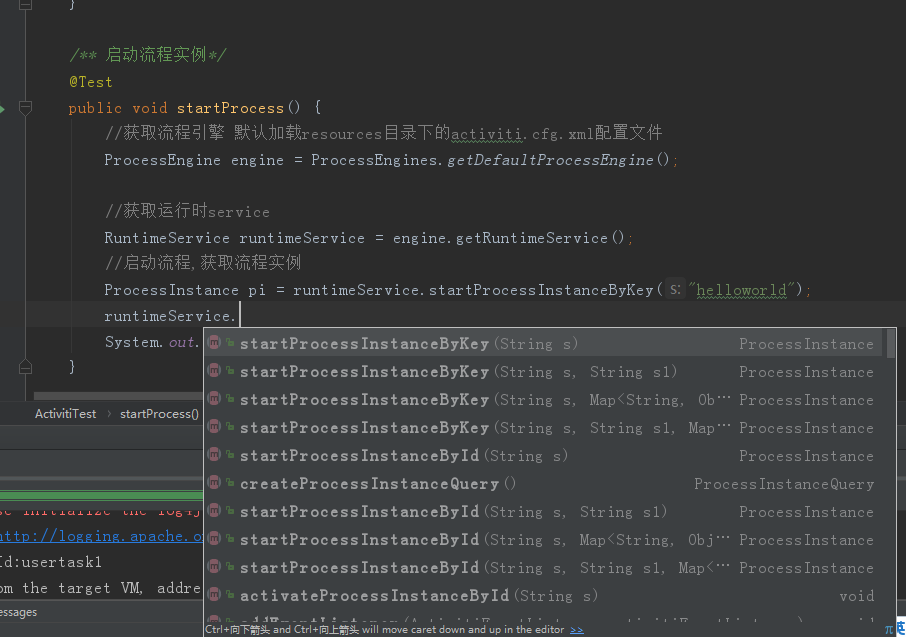 }
/** 启动流程实例*/
@Test
public void startProcess() {
//获取流程引擎 默认加载resources目录下的activiti.cfg.xml配置文件
ProcessEngine engine = ProcessEngines.getDefaultProcessEngine();
//获取运行时service
RuntimeService runtimeService = engine.getRuntimeService();
//启动流程,获取流程实例
ProcessInstance pi = runtimeService.startProcessInstanceByKey( s: "helloworld");
runtimeService.
System.out.
}
startProcessInstanceByKey(String s) ProcessInstance
startProcessInstanceByKey(String s, String s1) ProcessInstance
startProcessInstanceByKey(String s, Map<String, Ob… ProcessInstance
startProcessInstanceByKey(String s, String s1, Map… ProcessInstance
startProcessInstanceById(String s) ProcessInstance
createProcessInstanceQuery() ProcessInstanceQuery
startProcessInstanceById(String s, String s1) ProcessInstance
startProcessInstanceById(String s, Map<String, Obj… ProcessInstance
startProcessInstanceById(String s, String s1, Map<… ProcessInstance
activateProcessInstanceById(String s) void
Ctrl+向下箭头 and Ctrl+向上箭头 will move caret down and up in the editor >>
ActivitiTest › startProcess()
se initialize the log4j
http://logging.apache.o
Id:usertask1
om the target VM, addre
essages
π 英